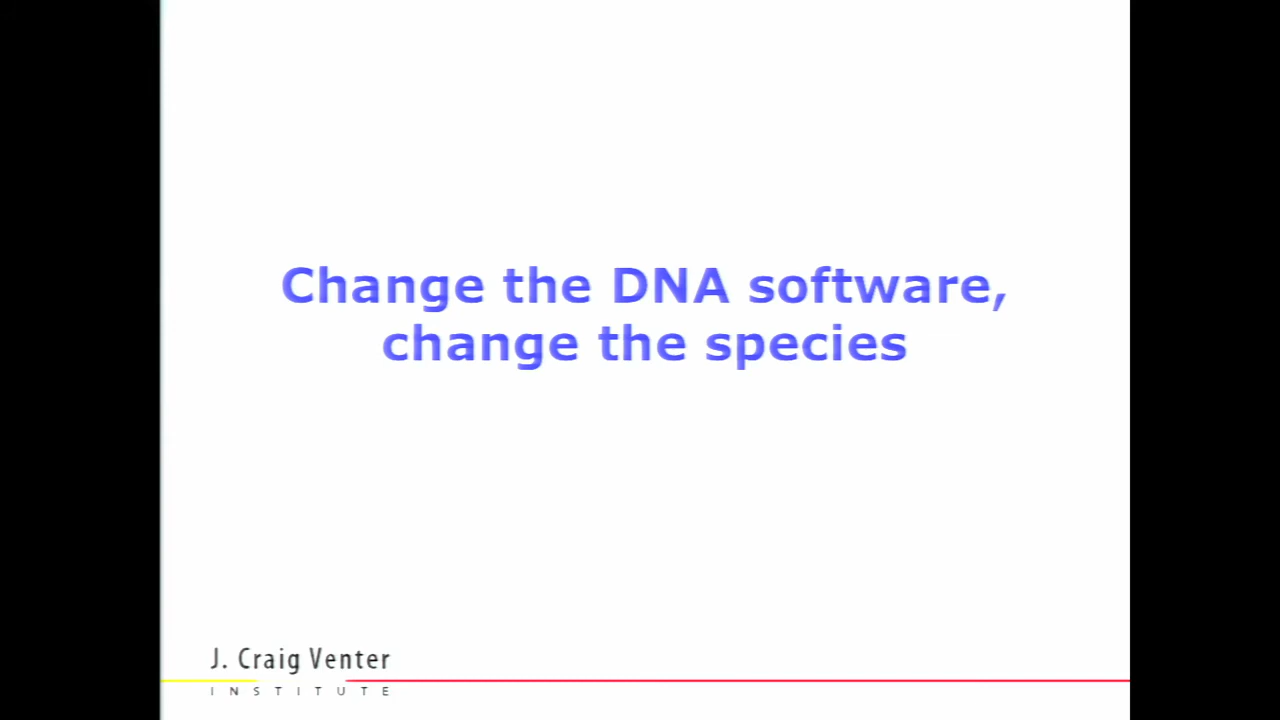 Change the DNA software,
change the species
J. Craig Venter
INSTITUTE